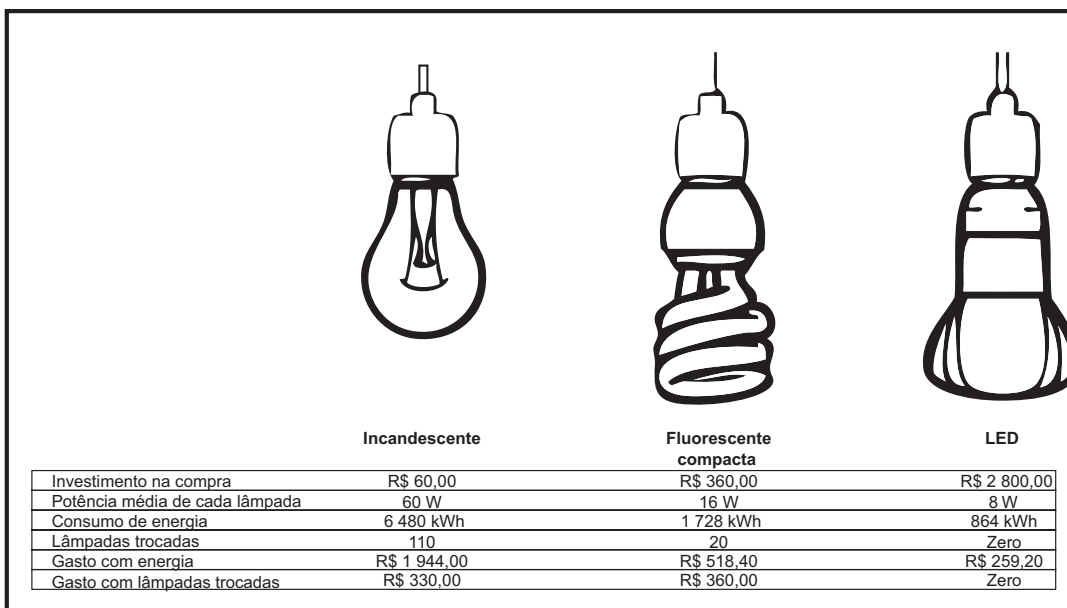 Incandescente Fluorescente compacta LED
Investimento na compra R$ 60,00 R$ 360,00 R$ 2 800,00
Potência média de cada lâmpada 60 W 16 W 8 W
Consumo de energia 6 480 kWh 1 728 kWh 864 kWh
Lâmpadas trocadas 110 20 Zero
Gasto com energia R$ 1 944,00 R$ 518,40 R$ 259,20
Gasto com lâmpadas trocadas R$ 330,00 R$ 360,00 Zero